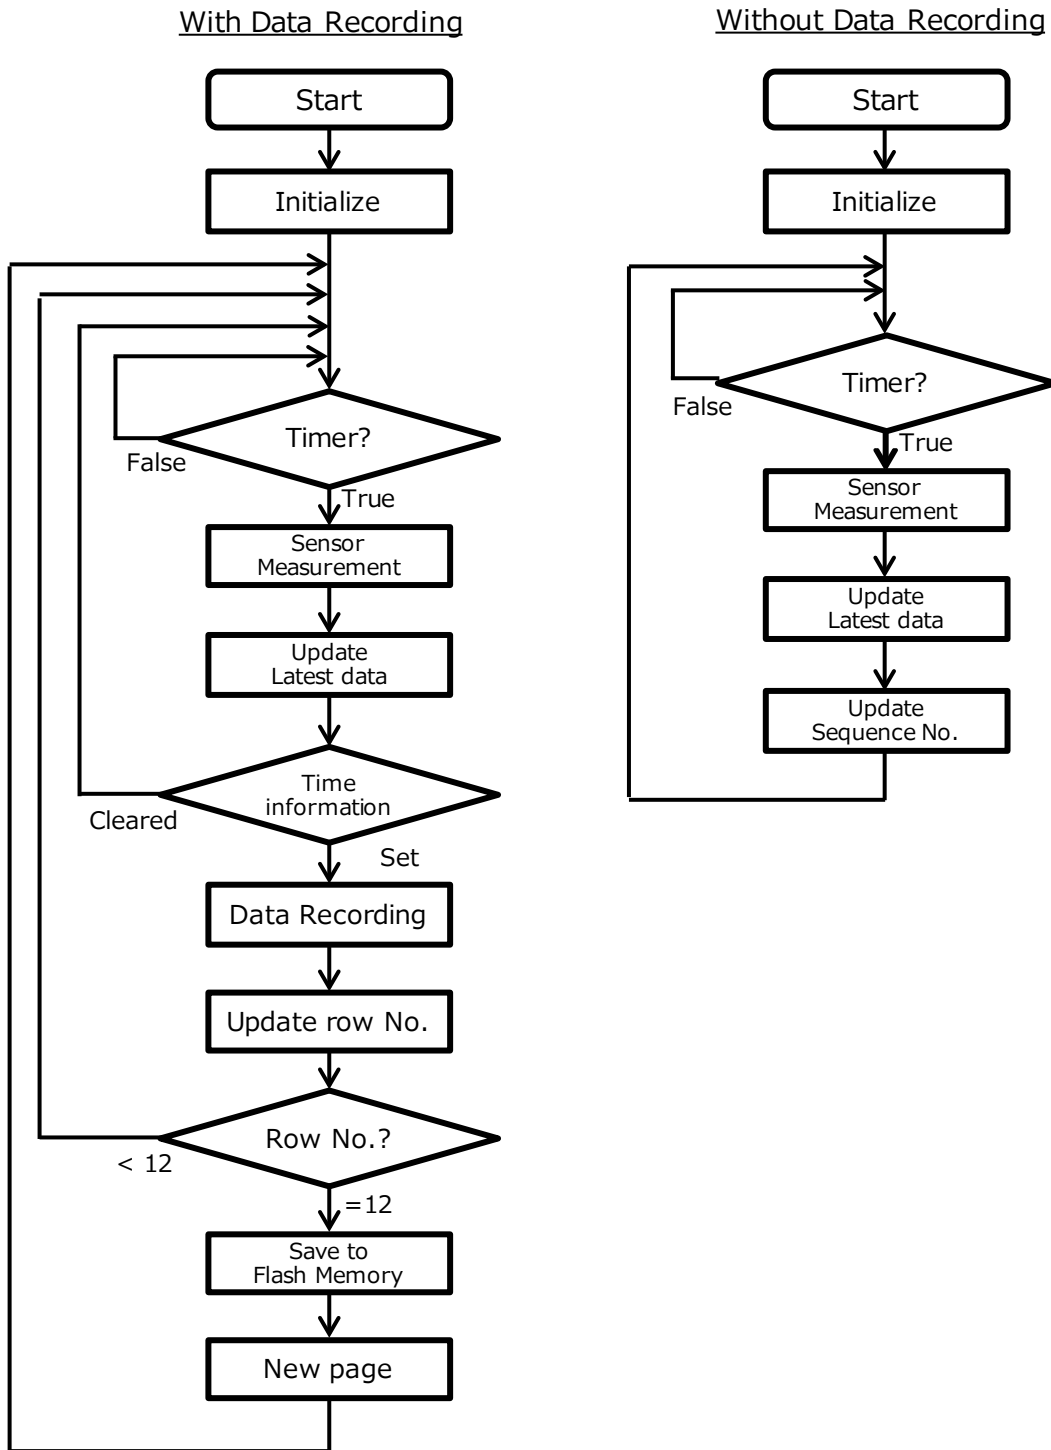 With Data Recording
Start
Initialize
Timer?
False
True
Sensor
Measurement
Update
Latest data
Time
information
Cleared
Set
Data Recording
Update row No.
Row No.?
< 12
=12
Save to
Flash Memory
New page
Without Data Recording
Start
Initialize
Timer?
False
True
Sensor
Measurement
Update
Latest data
Update
Sequence No.